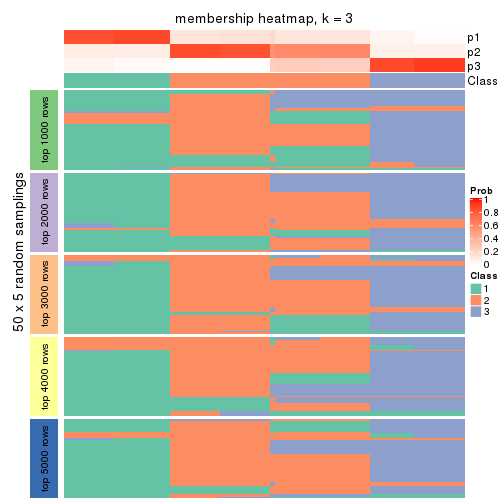 membership heatmap, k = 3
p1
p2
p3
Class
50 x 5 random samplings
top 1000 rows
top 2000 rows
top 3000 rows
top 4000 rows
top 5000 rows
Prob
1
0.8
0.6
0.4
0.2
0
Class
1
2
3